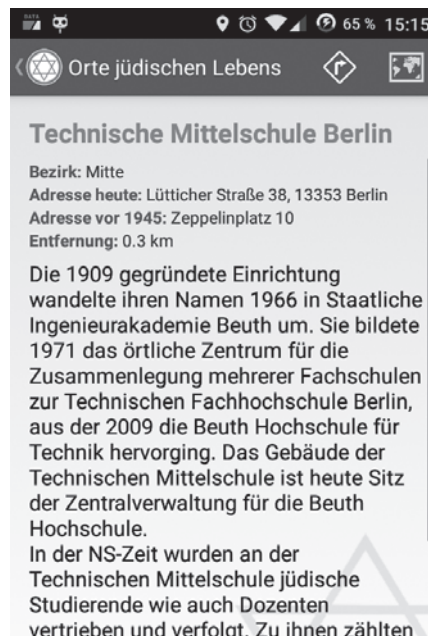 DATA 65 % 15:15
Orte jüdischen Lebens
Technische Mittelschule Berlin
Bezirk: Mitte
Adresse heute: Lütticher Straße 38, 13353 Berlin
Adresse vor 1945: Zeppelinplatz 10
Entfernung: 0.3 km
Die 1909 gegründete Einrichtung
wandelte ihren Namen 1966 in Staatliche
Ingenieurakademie Beuth um. Sie bildete
1971 das örtliche Zentrum für die
Zusammenlegung mehrerer Fachschulen
zur Technischen Fachhochschule Berlin,
aus der 2009 die Beuth Hochschule für
Technik hervorging. Das Gebäude der
Technischen Mittelschule ist heute Sitz
der Zentralverwaltung für die Beuth
Hochschule.
In der NS-Zeit wurden an der
Technischen Mittelschule jüdische
Studierende wie auch Dozenten
vertrieben und verfolgt. Zu ihnen zählten